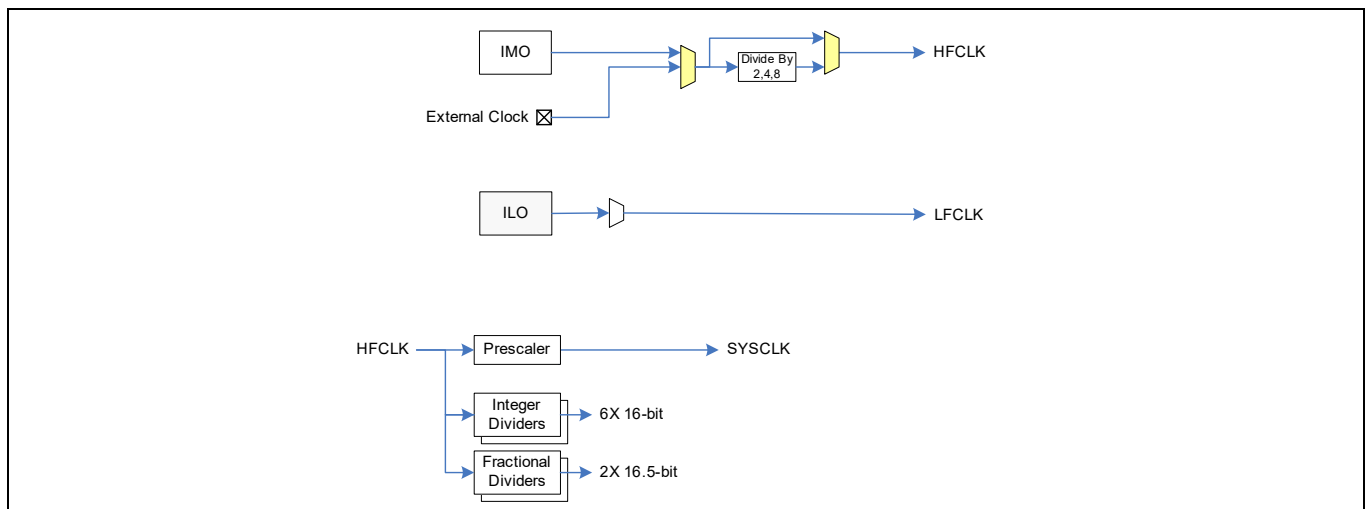 IMO
Divide By
2,4,8
HFCLK
External Clock
ILO
LFCLK
HFCLK
Prescaler
SYSCLK
Integer
Dividers
6X 16-bit
Fractional
Dividers
2X 16.5-bit